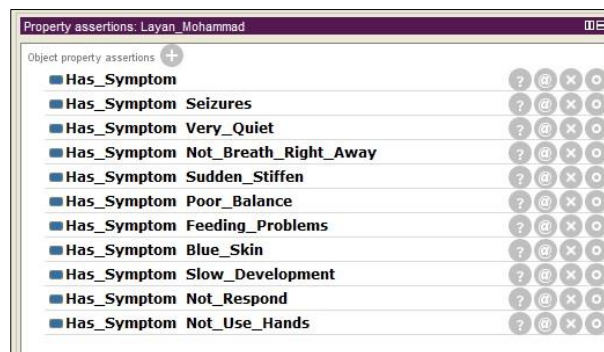 Property assertions: Layan_Mohammad
Object property assertions
Has_Symptom
Has_Symptom Seizures
Has_Symptom Very_Quiet
Has_Symptom Not_Breath_Right_Away
Has_Symptom Sudden_Stiffen
Has_Symptom Poor_Balance
Has_Symptom Feeding_Problems
Has_Symptom Blue_Skin
Has_Symptom Slow_Development
Has_Symptom Not_Respond
Has_Symptom Not_Use_Hands